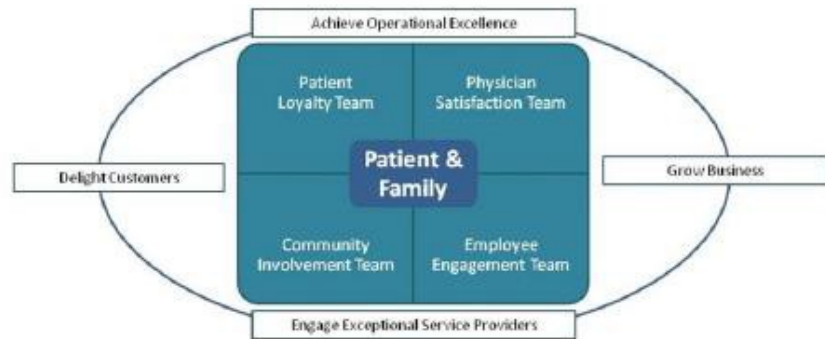 Achieve Operational Excellence
Patient
Loyalty Team
Physician
Satisfaction Team
Patient &
Family
Delight Customers
Grow Business
Community
Involvement Team
Employee
Engagement Team
Engage Exceptional Service Providers